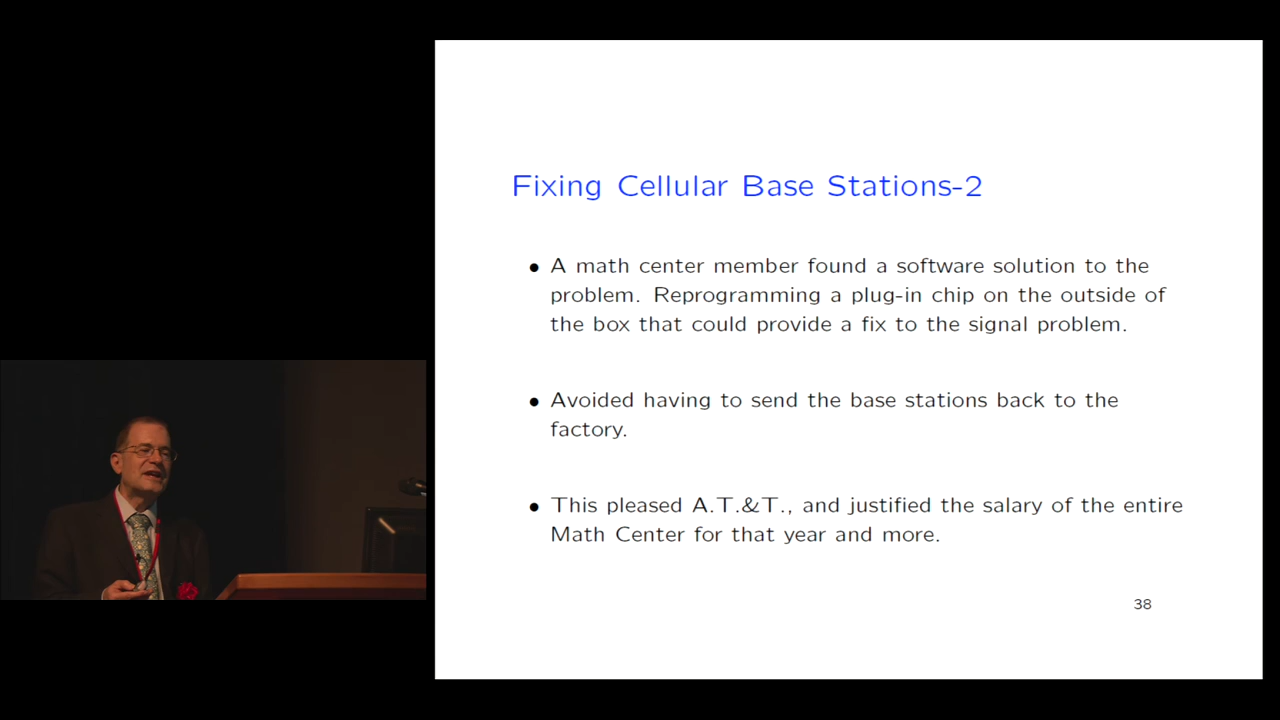 Fixing Cellular Base Stations-2
• A math center member found a software solution to the
problem. Reprogramming a plug-in chip on the outside of
the box that could provide a fix to the signal problem.
• Avoided having to send the base stations back to the
factory.
• This pleased A.T.&T., and justified the salary of the entire
Math Center for that year and more.
38